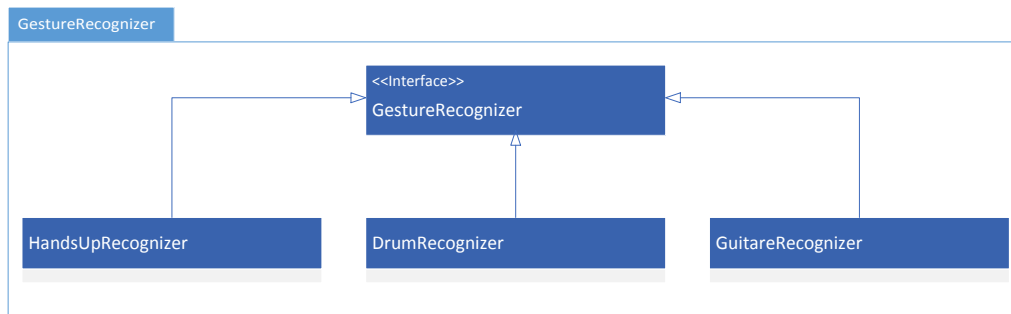 GestureRecognizer
<<Interface>>
GestureRecognizer
HandsUpRecognizer
DrumRecognizer
GuitareRecognizer